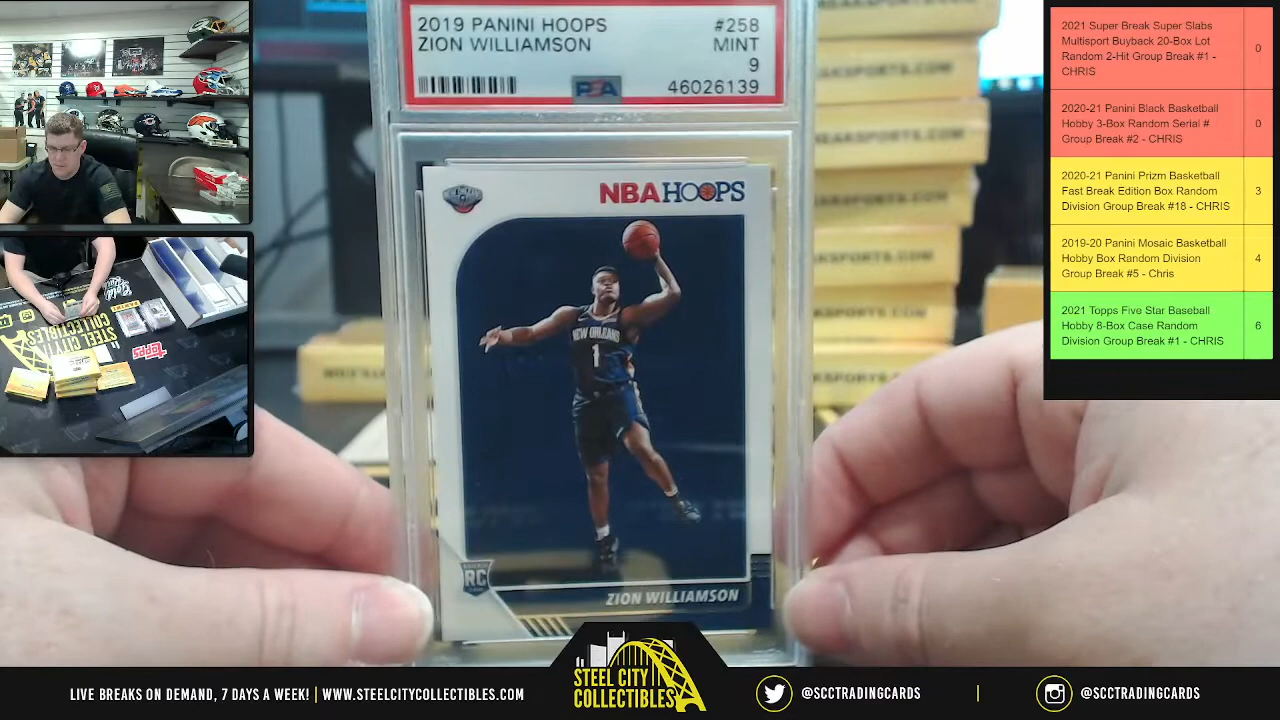 2019 PANINI HOOPS #258
ZION WILLIAMSON MINT
9
PSA 46026139
NBA HOOPS
NEW ORLEANS
1
RC
ZION WILLIAMSON
2021 Super Break Super Slabs
Multisport Buyback 20-Box Lot
Random 2-Hit Group Break #1 -
CHRIS
0
2020-21 Panini Black Basketball
Hobby 3-Box Random Serial #
Group Break #2 - CHRIS
0
2020-21 Panini Prizm Basketball
Fast Break Edition Box Random
Division Group Break #18 - CHRIS
3
2019-20 Panini Mosaic Basketball
Hobby Box Random Division
Group Break #5 - Chris
4
2021 Topps Five Star Baseball
Hobby 8-Box Case Random
Division Group Break #1 - CHRIS
6
STEEL CITY
COLLECTIBLES
topps
LIVE BREAKS ON DEMAND, 7 DAYS A WEEK! | WWW.STEELCITYCOLLECTIBLES.COM
STEEL CITY
COLLECTIBLES
@SCCTRADINGCARDS | @SCCTRADINGCARDS